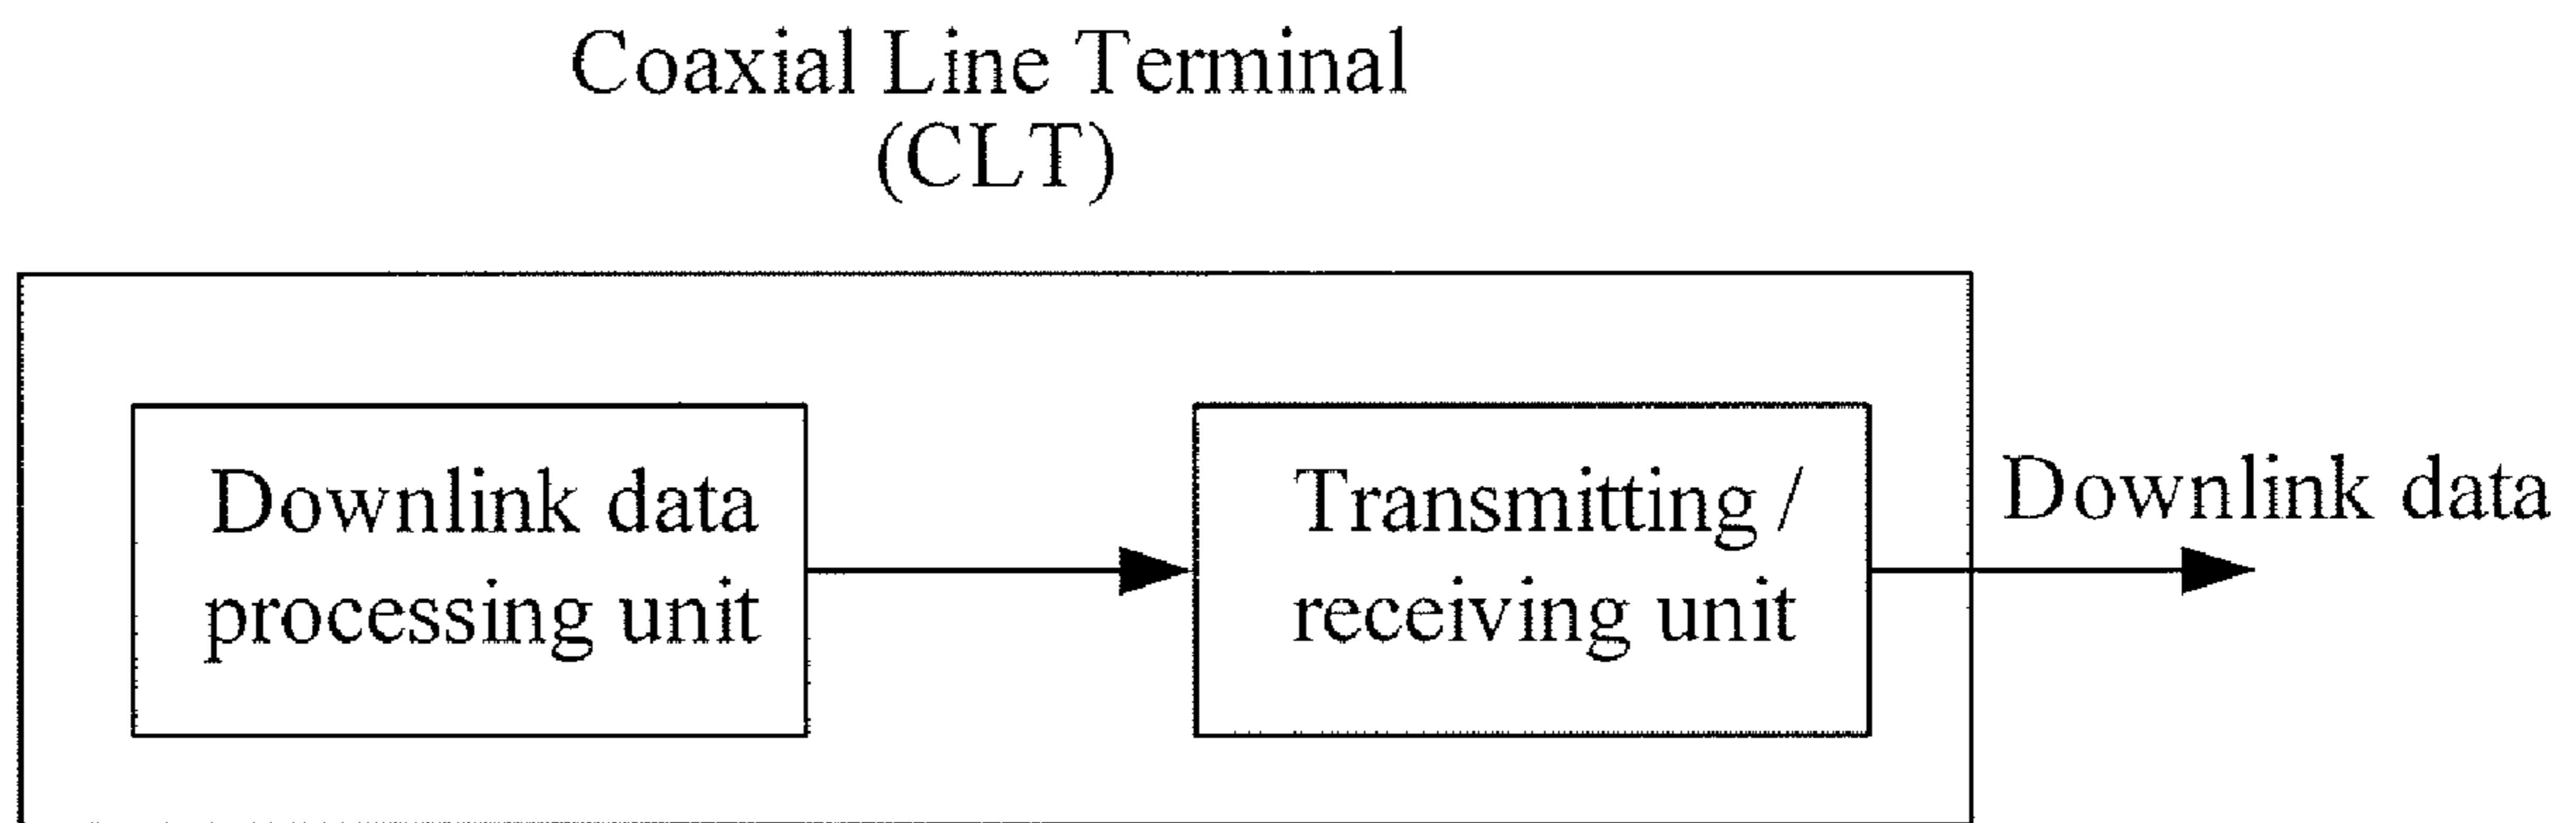 Coaxial Line Terminal
(CLT)
Downlink data
processing unit
Transmitting /
receiving unit
Downlink data